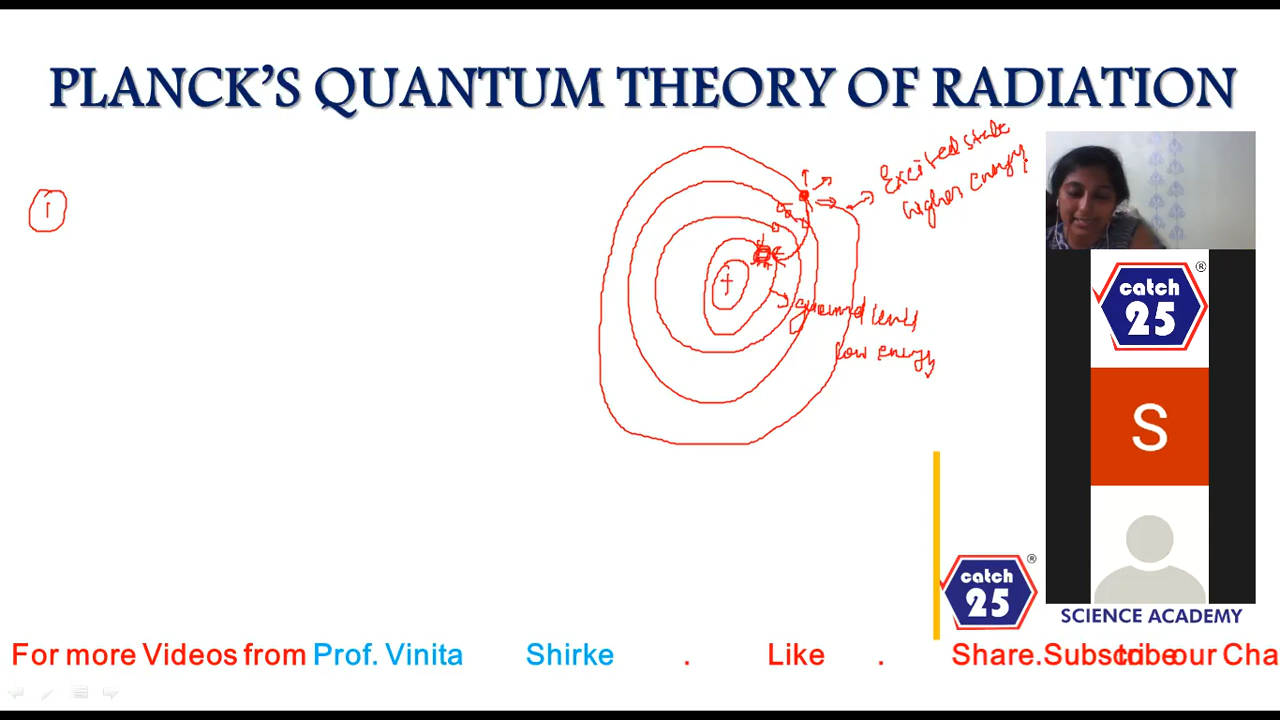 PLANCK'S QUANTUM THEORY OF RADIATION
1
Excited state
higher Energy
+
ground level
low energy
catch
25
®
S
catch
25
®
SCIENCE ACADEMY
For more Videos from Prof. Vinita Shirke . Like . Share.Subscribe our Cha